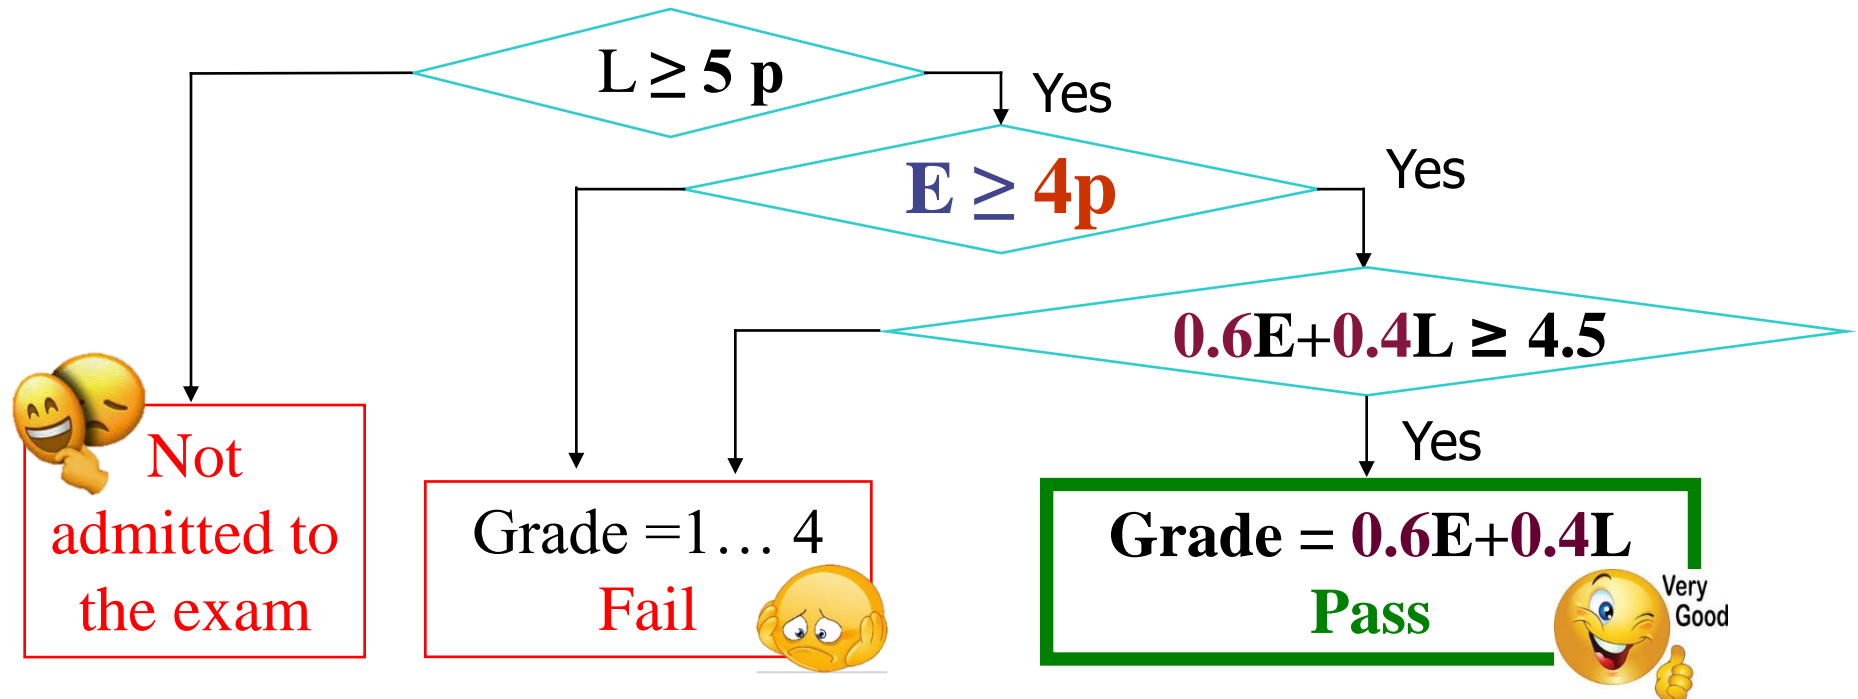 L ≥ 5 p
Yes
E ≥ 4p
Yes
0.6E+0.4L ≥ 4.5
Yes
Not
admitted to
the exam
Grade =1… 4
Fail
Grade = 0.6E+0.4L
Pass
Very
Good